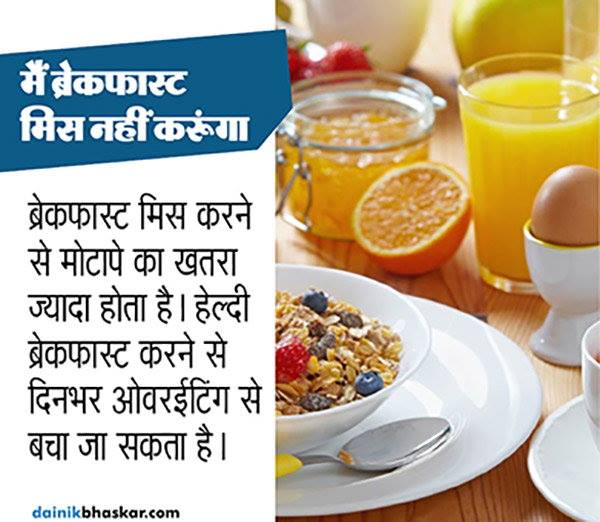 मैं ब्रेकफास्ट
मिस नहीं करूंगा
ब्रेकफास्ट मिस करने
से मोटापे का खतरा
ज्यादा होता है। हेल्दी
ब्रेकफास्ट करने से
दिनभर ओवरईटिंग से
बचा जा सकता है।
dainikbhaskar.com